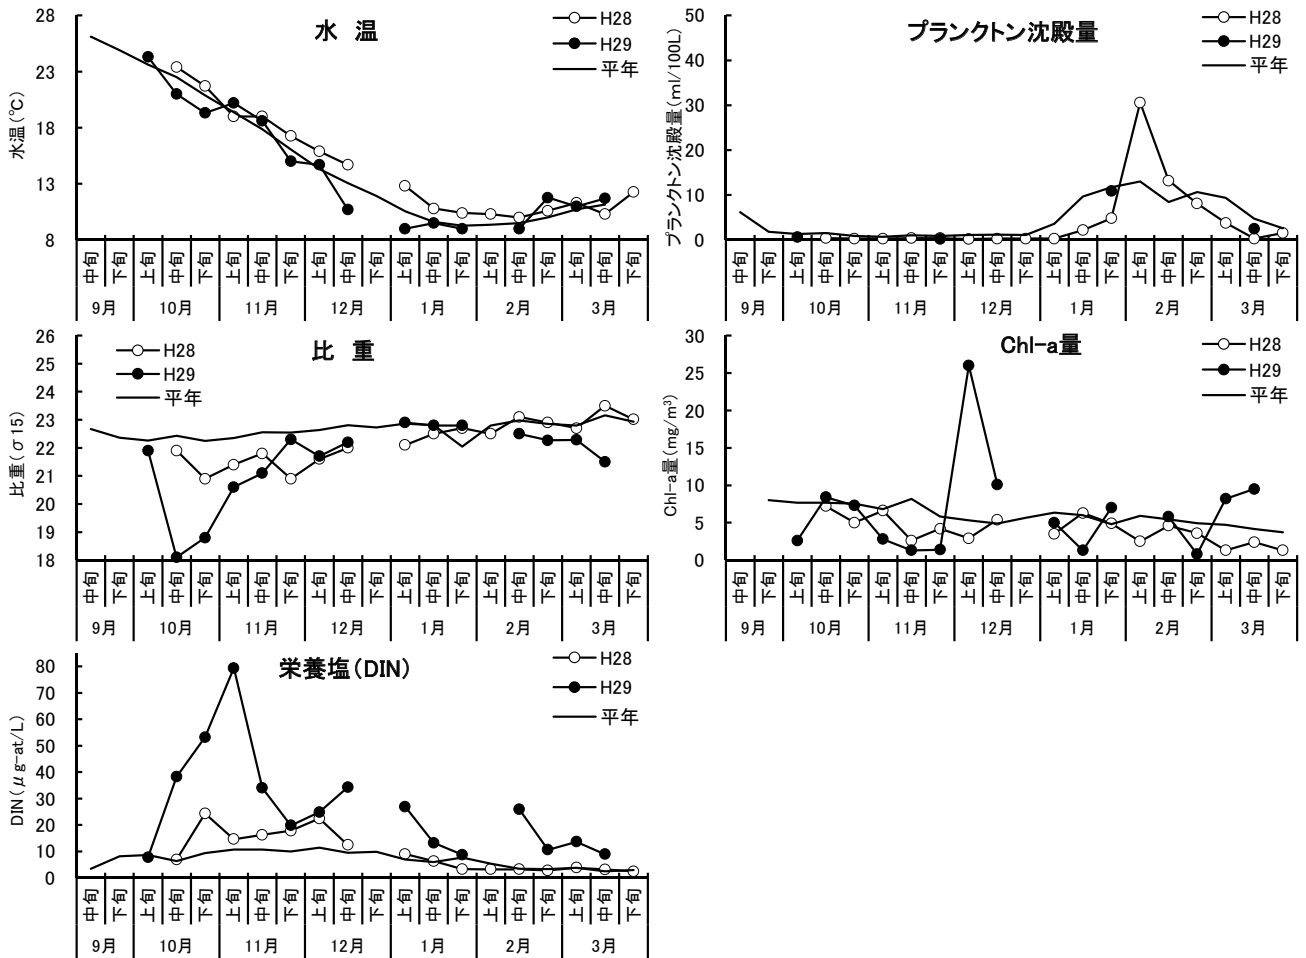 水 温
28
23
18
13
8
水温(℃)
H28
H29
平年
中旬 下旬 上旬 中旬 下旬 上旬 中旬 下旬 上旬 中旬 下旬 上旬 中旬 下旬 上旬 中旬 下旬 上旬 中旬 下旬
9月 10月 11月 12月 1月 2月 3月
プランクトン沈殿量
50
40
30
20
10
0
プランクトン沈殿量(ml/100L)
H28
H29
平年
中旬 下旬 上旬 中旬 下旬 上旬 中旬 下旬 上旬 中旬 下旬 上旬 中旬 下旬 上旬 中旬 下旬 上旬 中旬 下旬
9月 10月 11月 12月 1月 2月 3月
比 重
26
25
24
23
22
21
20
19
18
比重(σ15)
H28
H29
平年
中旬 下旬 上旬 中旬 下旬 上旬 中旬 下旬 上旬 中旬 下旬 上旬 中旬 下旬 上旬 中旬 下旬 上旬 中旬 下旬
9月 10月 11月 12月 1月 2月 3月
Chl-a量
30
25
20
15
10
5
0
Chl-a量(mg/m³)
H28
H29
平年
中旬 下旬 上旬 中旬 下旬 上旬 中旬 下旬 上旬 中旬 下旬 上旬 中旬 下旬 上旬 中旬 下旬 上旬 中旬 下旬
9月 10月 11月 12月 1月 2月 3月
栄養塩(DIN)
80
70
60
50
40
30
20
10
0
DIN(μg-at/L)
H28
H29
平年
中旬 下旬 上旬 中旬 下旬 上旬 中旬 下旬 上旬 中旬 下旬 上旬 中旬 下旬 上旬 中旬 下旬 上旬 中旬 下旬
9月 10月 11月 12月 1月 2月 3月